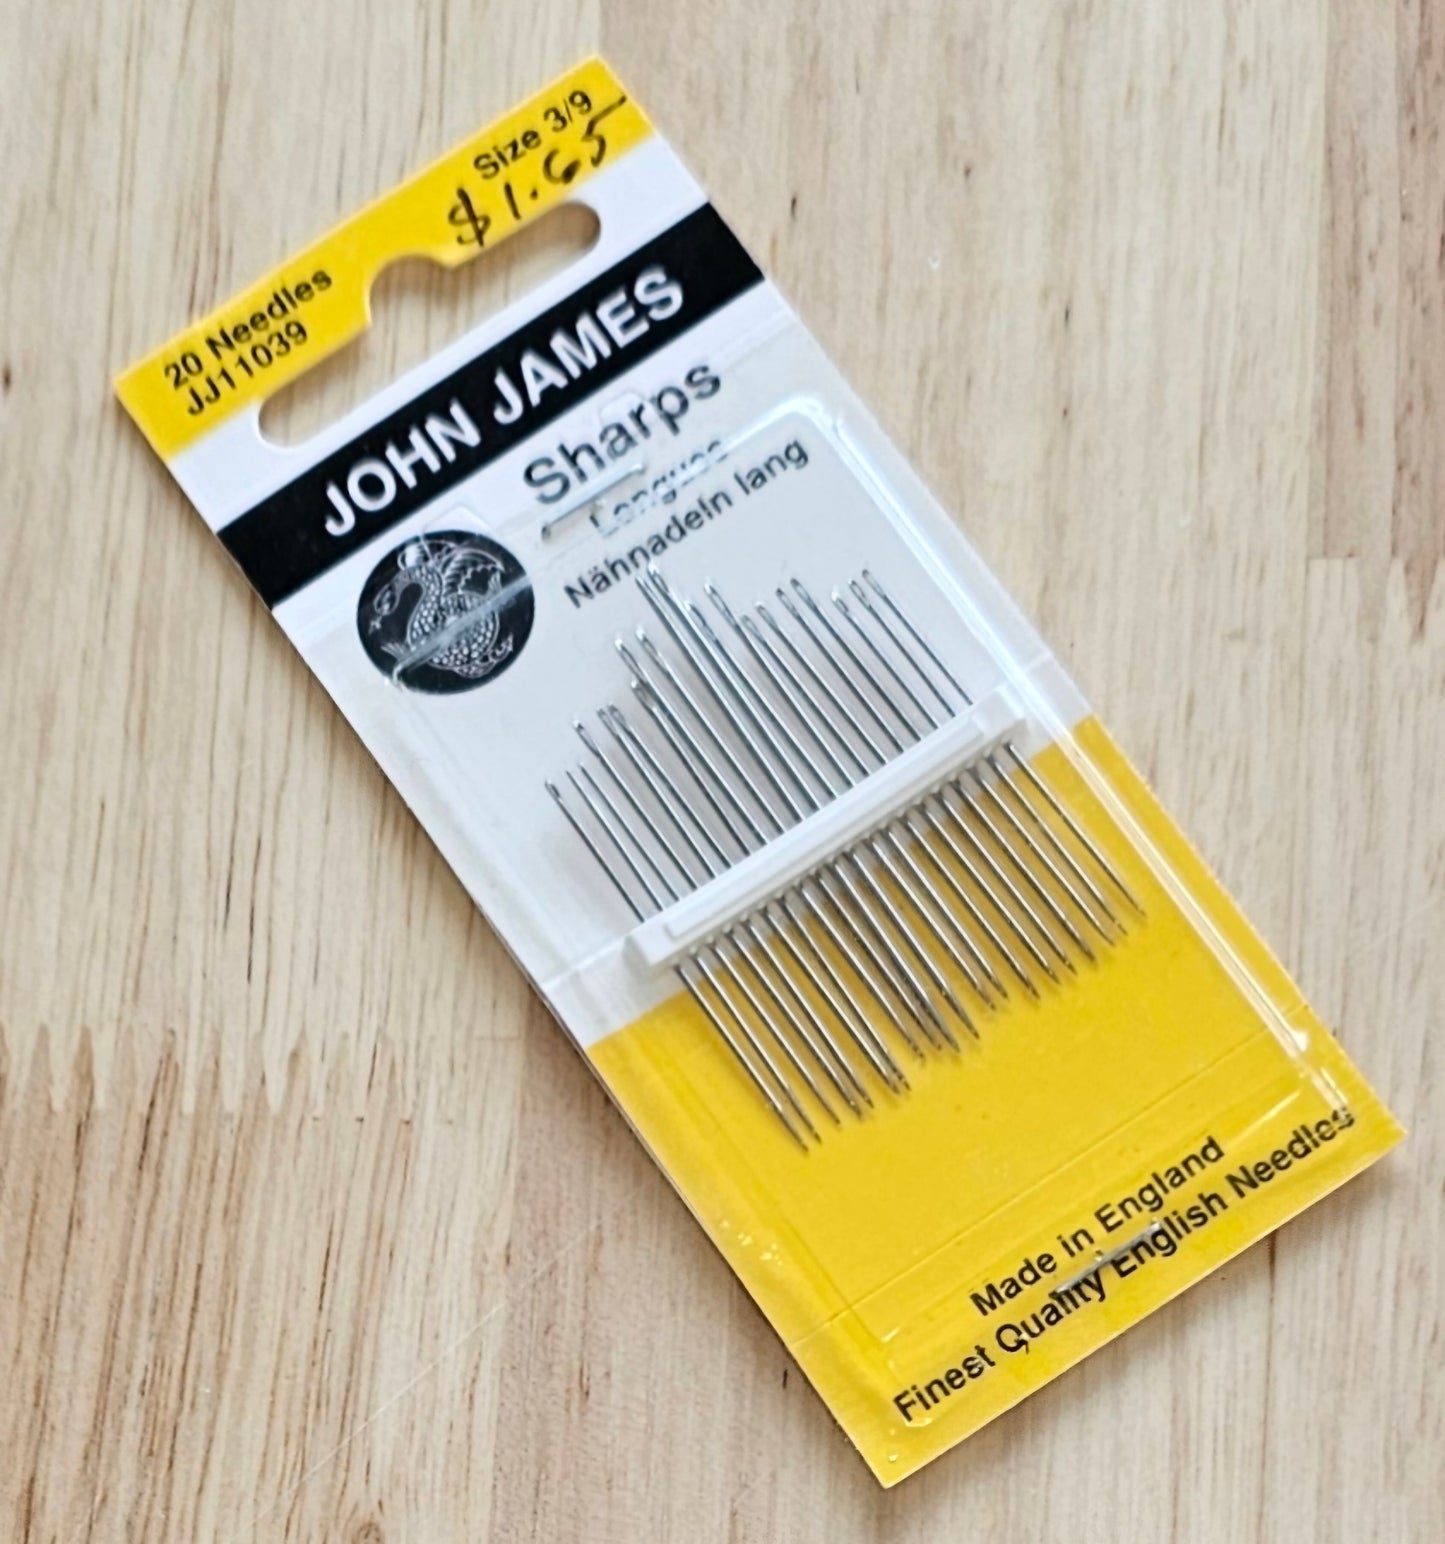 Size 3/9
$1.65
20 Needles
JJ11039
JOHN JAMES
Sharps
Longues
Nähnadeln lang
Made in England
Finest Quality English Needles